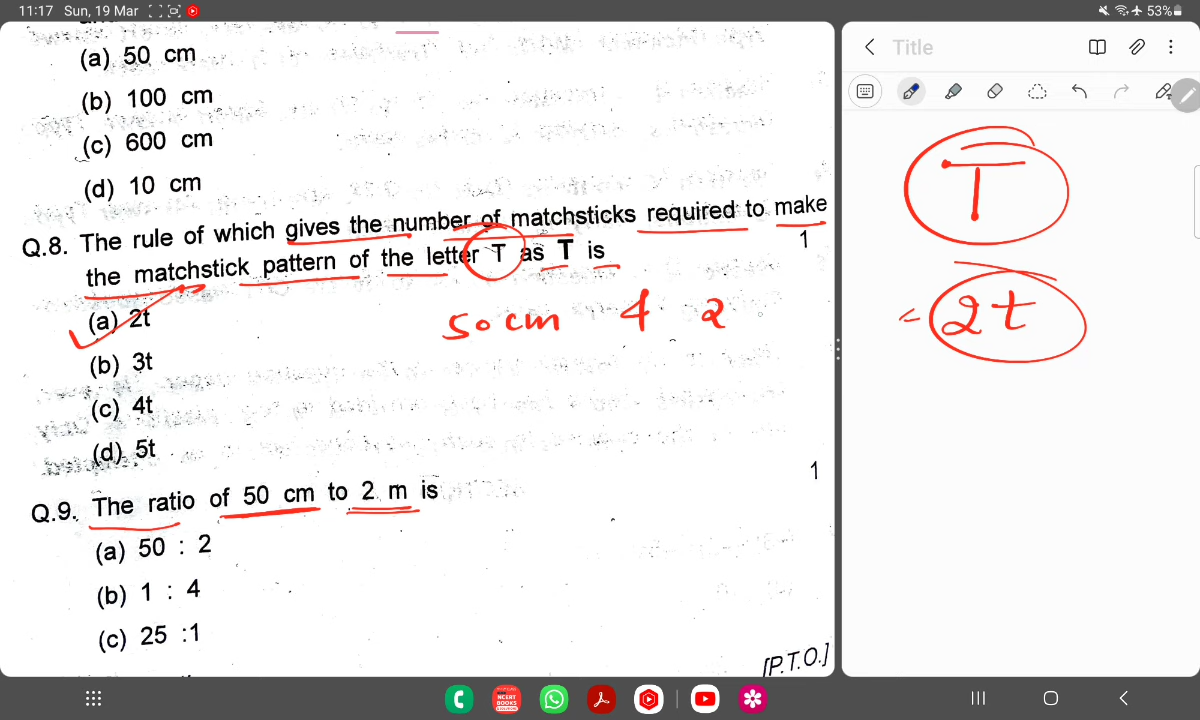 11:17 Sun, 19 Mar
53%
(a) 50 cm
(b) 100 cm
(c) 600 cm
(d) 10 cm
Q.8. The rule of which gives the number of matchsticks required to make
the matchstick pattern of the letter T as T is 1
(a) 2t
50 cm 4 2
(b) 3t
(c) 4t
(d) 5t
Q.9. The ratio of 50 cm to 2 m is 1
(a) 50 : 2
(b) 1 : 4
(c) 25 :1
[P.T.O.]
Title
T
= 2t
NCERT
BOOKS